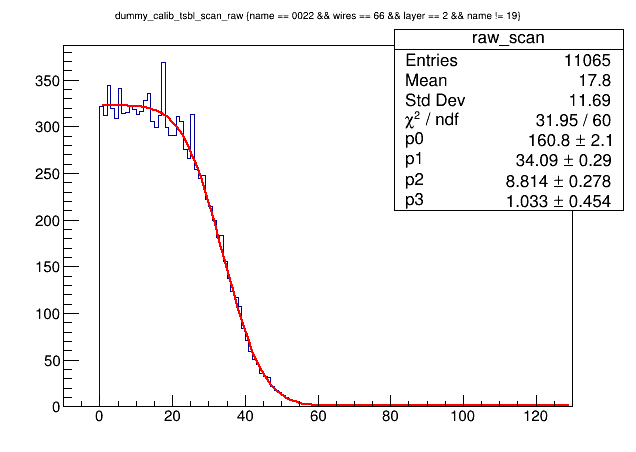 dummy_calib_tsbl_scan_raw {name == 0022 && wires == 66 && layer == 2 && name != 19}
raw_scan
Entries 11065
Mean 17.8
Std Dev 11.69
χ² / ndf 31.95 / 60
p0 160.8 ± 2.1
p1 34.09 ± 0.29
p2 8.814 ± 0.278
p3 1.033 ± 0.454
350
300
250
200
150
100
50
0
0 20 40 60 80 100 120